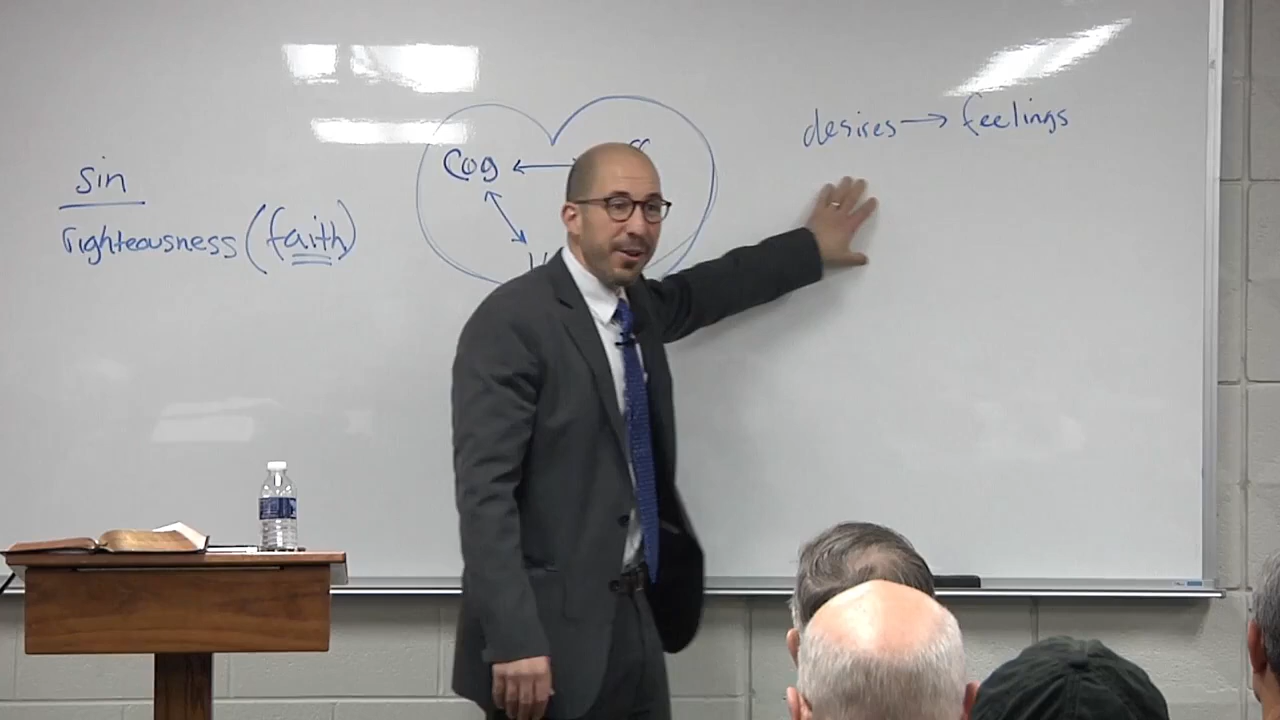 sin
righteousness (faith)
Cog
desires → feelings